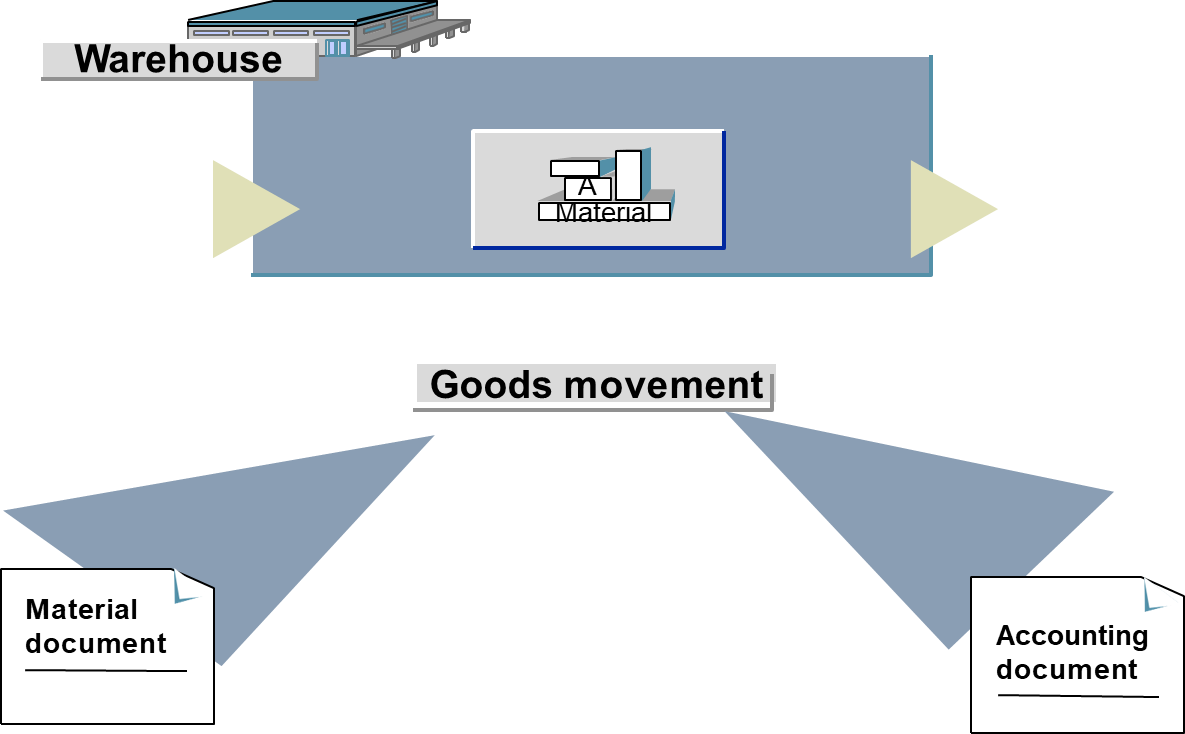 Warehouse
A
Material
Goods movement
Material
document
Accounting
document